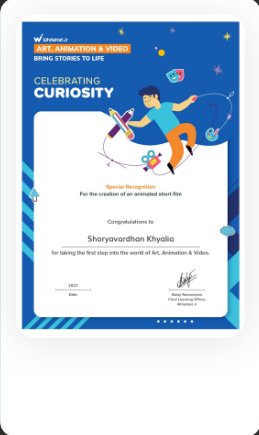 WhiteHat Jr
ART, ANIMATION & VIDEO
BRING STORIES TO LIFE
CELEBRATING
CURIOSITY
Special Recognition
For the creation of an animated short film
Congratulations to
Shoryavardhan Khyalia
for taking the first step into the world of Art, Animation & Video.
2022
Date
Balaji Ramanujam
Chief Learning Officer,
WhiteHat Jr